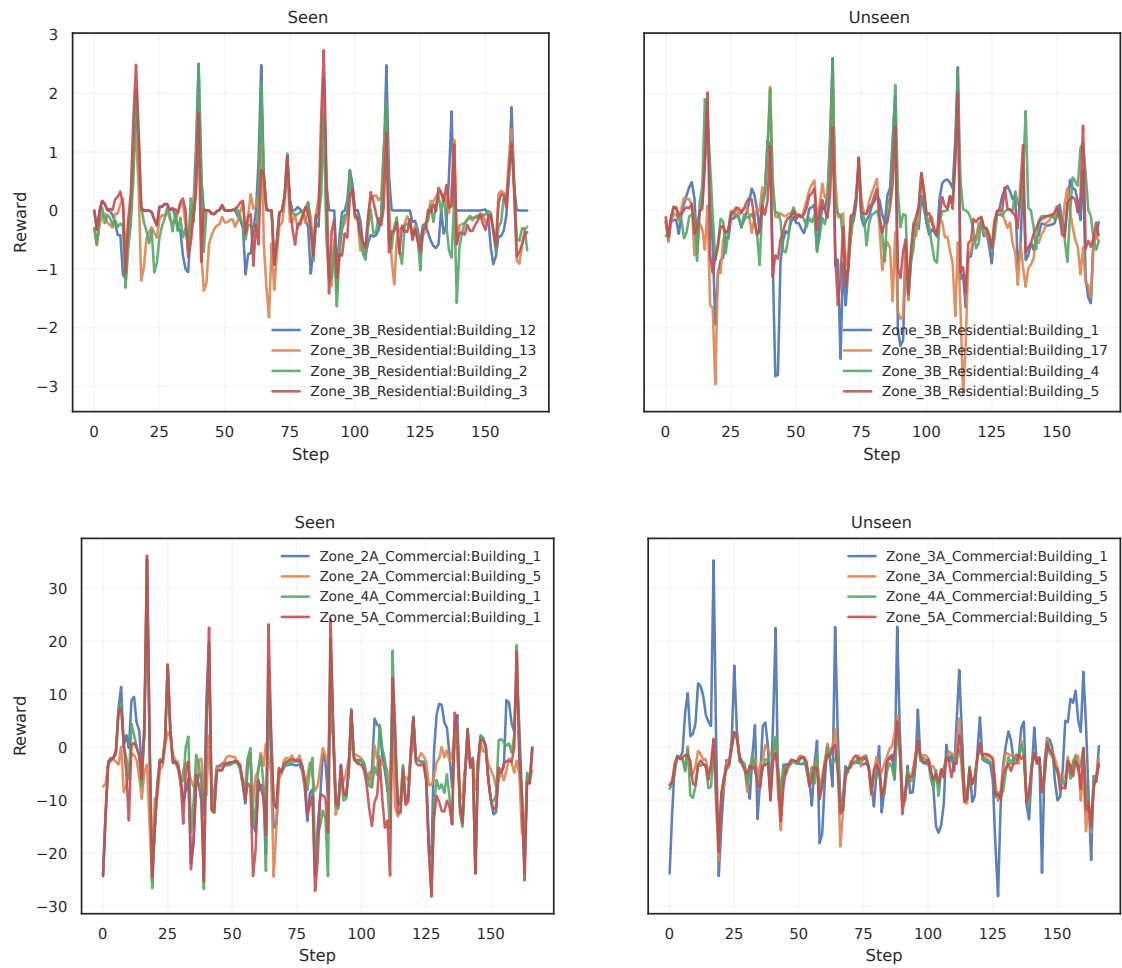 Seen
Unseen
3
2
1
0
−1
−2
−3
Reward
Zone_3B_Residential:Building_12
Zone_3B_Residential:Building_13
Zone_3B_Residential:Building_2
Zone_3B_Residential:Building_3
Zone_3B_Residential:Building_1
Zone_3B_Residential:Building_17
Zone_3B_Residential:Building_4
Zone_3B_Residential:Building_5
0 25 50 75 100 125 150
0 25 50 75 100 125 150
Step
Step
Seen
Unseen
30
20
10
0
−10
−20
−30
Reward
Zone_2A_Commercial:Building_1
Zone_2A_Commercial:Building_5
Zone_4A_Commercial:Building_1
Zone_5A_Commercial:Building_1
Zone_3A_Commercial:Building_1
Zone_3A_Commercial:Building_5
Zone_4A_Commercial:Building_5
Zone_5A_Commercial:Building_5
0 25 50 75 100 125 150
0 25 50 75 100 125 150
Step
Step